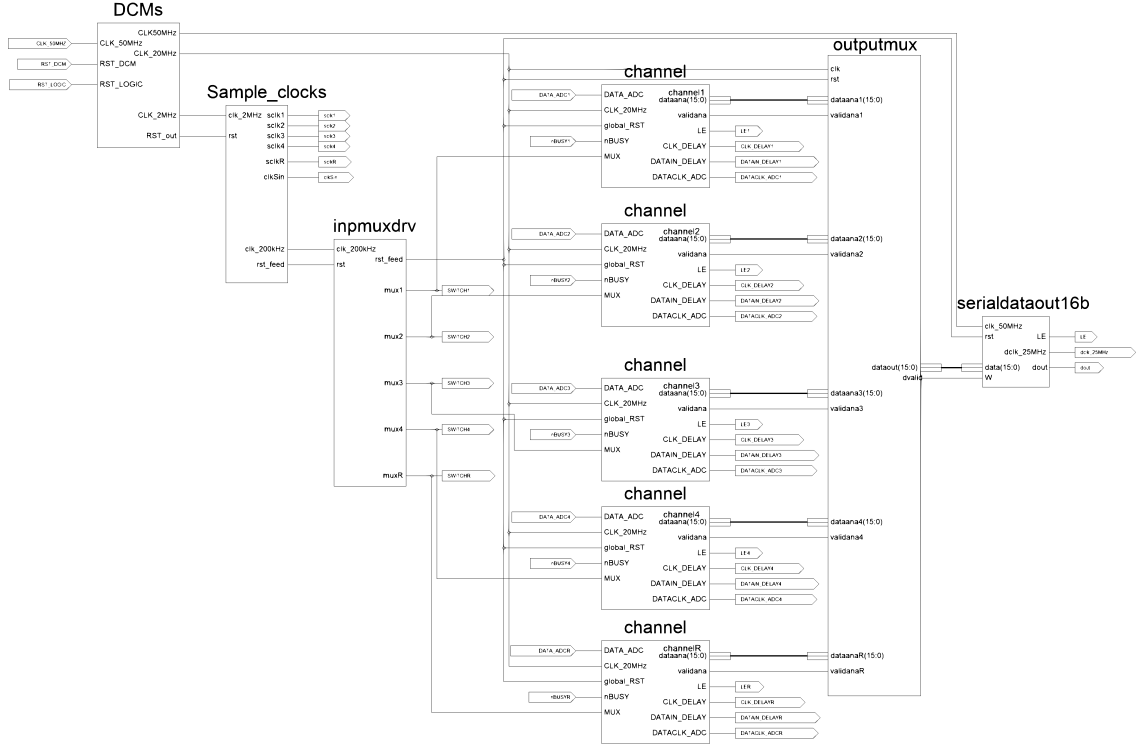 DCMs
CLK_50MHZ
RST_DCM
RST_LOGIC
CLK50MHz
CLK_50MHz
CLK_20MHz
RST_DCM
RST_LOGIC
CLK_2MHz
RST_out
Sample_clocks
clk_2MHz
rst
sclk1
sclk2
sclk3
sclk4
sclkR
clkSin
clk_200kHz
rst_feed
sclk1
sclk2
sclk3
sclk4
sclkR
clkSin
inpmuxdrv
clk_200kHz
rst
rst_feed
mux1
mux2
mux3
mux4
muxR
SWITCH1
SWITCH2
SWITCH3
SWITCH4
SWITCHR
channel
DATA_ADC1
nBUSY1
DATA_ADC
CLK_20MHz
global_RST
nBUSY
MUX
channel1
dataana(15:0)
validana
LE
CLK_DELAY
DATAIN_DELAY
DATACLK_ADC
LE1
CLK_DELAY1
DATAIN_DELAY1
DATACLK_ADC1
channel
DATA_ADC2
nBUSY2
DATA_ADC
CLK_20MHz
global_RST
nBUSY
MUX
channel2
dataana(15:0)
validana
LE
CLK_DELAY
DATAIN_DELAY
DATACLK_ADC
LE2
CLK_DELAY2
DATAIN_DELAY2
DATACLK_ADC2
channel
DATA_ADC3
nBUSY3
DATA_ADC
CLK_20MHz
global_RST
nBUSY
MUX
channel3
dataana(15:0)
validana
LE
CLK_DELAY
DATAIN_DELAY
DATACLK_ADC
LE3
CLK_DELAY3
DATAIN_DELAY3
DATACLK_ADC3
channel
DATA_ADC4
nBUSY4
DATA_ADC
CLK_20MHz
global_RST
nBUSY
MUX
channel4
dataana(15:0)
validana
LE
CLK_DELAY
DATAIN_DELAY
DATACLK_ADC
LE4
CLK_DELAY4
DATAIN_DELAY4
DATACLK_ADC4
channel
DATA_ADCR
nBUSYR
DATA_ADC
CLK_20MHz
global_RST
nBUSY
MUX
channelR
dataana(15:0)
validana
LE
CLK_DELAY
DATAIN_DELAY
DATACLK_ADC
LER
CLK_DELAYR
DATAIN_DELAYR
DATACLK_ADCR
outputmux
clk
rst
dataana1(15:0)
validana1
dataana2(15:0)
validana2
dataana3(15:0)
validana3
dataana4(15:0)
validana4
dataanaR(15:0)
validanaR
dataout(15:0)
dvalid
serialdataout16b
clk_50MHz
rst
data(15:0)
W
LE
dclk_25MHz
dout
LE
dclk_25MHz
dout